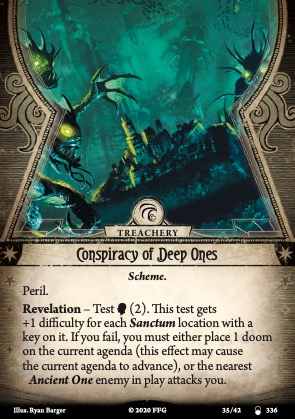 TREACHERY
Conspiracy of Deep Ones
Scheme.
Peril.
Revelation – Test (2). This test gets
+1 difficulty for each Sanctum location with a
key on it. If you fail, you must either place 1 doom
on the current agenda (this effect may cause
the current agenda to advance), or the nearest
Ancient One enemy in play attacks you.
Illus. Ryan Barger © 2020 FFG 35/42 336